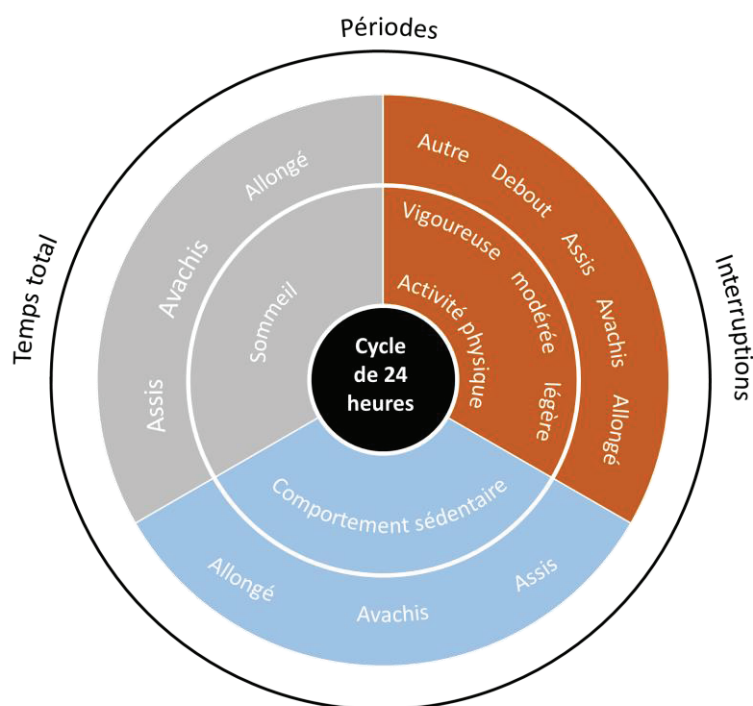 Périodes
Temps total
Interruptions
Cycle
de 24
heures
Sommeil
Assis
Avachis
Allongé
Activité physique
Vigoureuse
modérée
légère
Autre
Debout
Assis
Avachis
Allongé
Comportement sédentaire
Allongé
Avachis
Assis